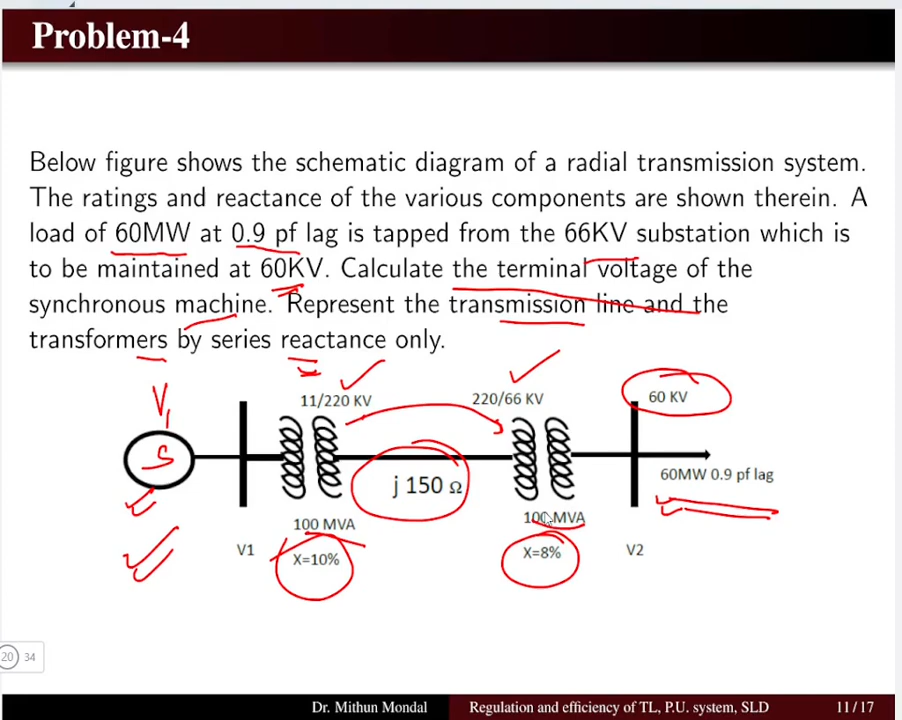 Problem-4
Below figure shows the schematic diagram of a radial transmission system.
The ratings and reactance of the various components are shown therein. A
load of 60MW at 0.9 pf lag is tapped from the 66KV substation which is
to be maintained at 60KV. Calculate the terminal voltage of the
synchronous machine. Represent the transmission line and the
transformers by series reactance only.
V1
11/220 KV
220/66 KV
60 KV
S
j 150 Ω
60MW 0.9 pf lag
100 MVA
100 MVA
V1
X=10%
X=8%
V2
20 34
Dr. Mithun Mondal
Regulation and efficiency of TL, P.U. system, SLD
11/17